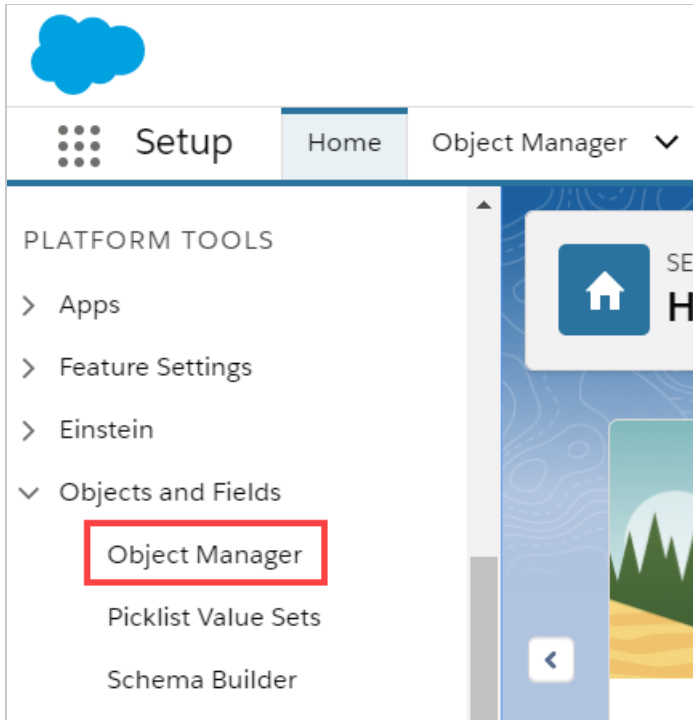 Setup Home Object Manager
PLATFORM TOOLS
Apps
Feature Settings
Einstein
Objects and Fields
Object Manager
Picklist Value Sets
Schema Builder
SE
H